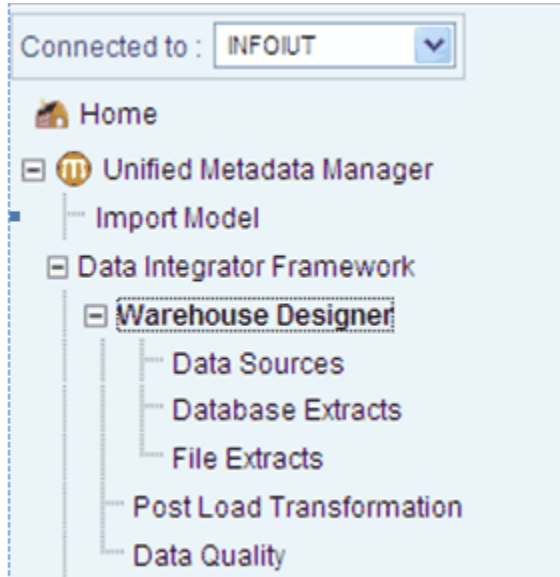 Connected to : INFOIUT
Home
Unified Metadata Manager
Import Model
Data Integrator Framework
Warehouse Designer
Data Sources
Database Extracts
File Extracts
Post Load Transformation
Data Quality